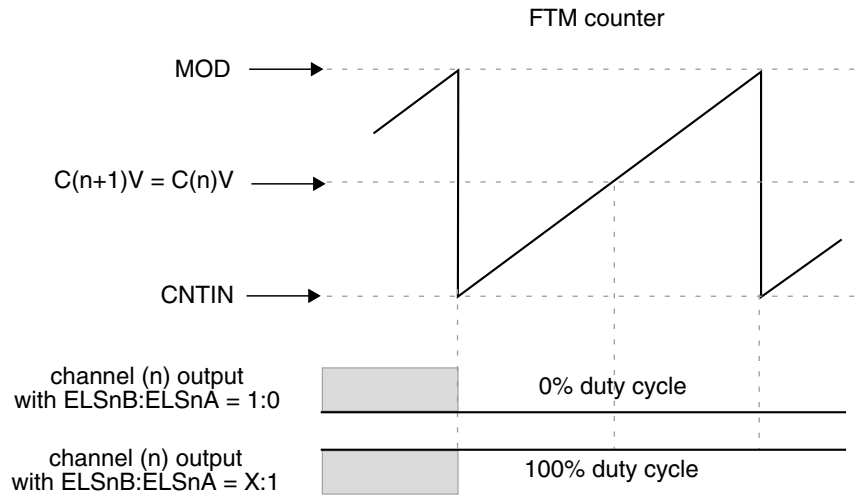 FTM counter
MOD
C(n+1)V = C(n)V
CNTIN
channel (n) output
with ELSnB:ELSnA = 1:0
0% duty cycle
channel (n) output
with ELSnB:ELSnA = X:1
100% duty cycle